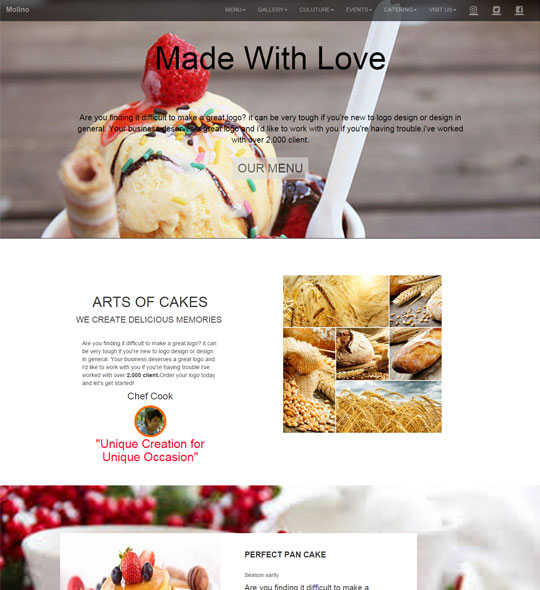 Molino MENU GALLERY CULUTURE EVENTS CATERING VISIT US
Made With Love
Are you finding it difficult to make a great logo? it can be very tough if you're new to logo design or design in
general. Your business deserves a great logo and i'd like to work with you if you're having trouble.i've worked
with over 2,000 client.
OUR MENU
ARTS OF CAKES
WE CREATE DELICIOUS MEMORIES
Are you finding it difficult to make a great logo? it can
be very tough if you're new to logo design or design
in general. Your business deserves a great logo and
i'd like to work with you if you're having trouble.i've
worked with over 2,000 client.Order your logo today
and let's get started!
Chef Cook
"Unique Creation for
Unique Occasion"
PERFECT PAN CAKE
Season varity
Are you finding it difficult to make a